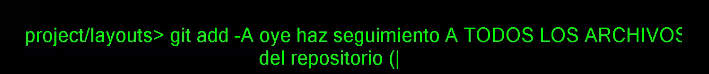 project/layouts> git add -A oye haz seguimiento A TODOS LOS ARCHIVOS
del repositorio (